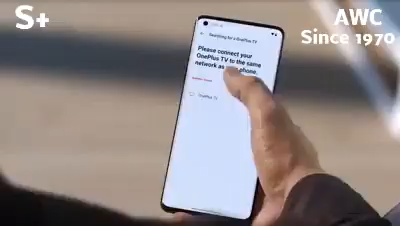 S+
AWC
Since 1970
Searching for a OnePlus TV
Please connect your
OnePlus TV to the same
network as phone.
OnePlus TV